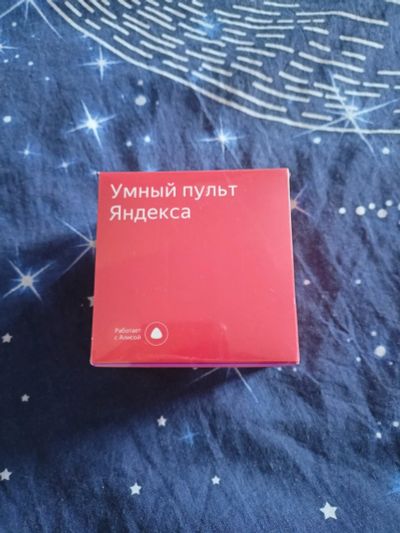 Умный пульт
Яндекса
Работает
с Алисой